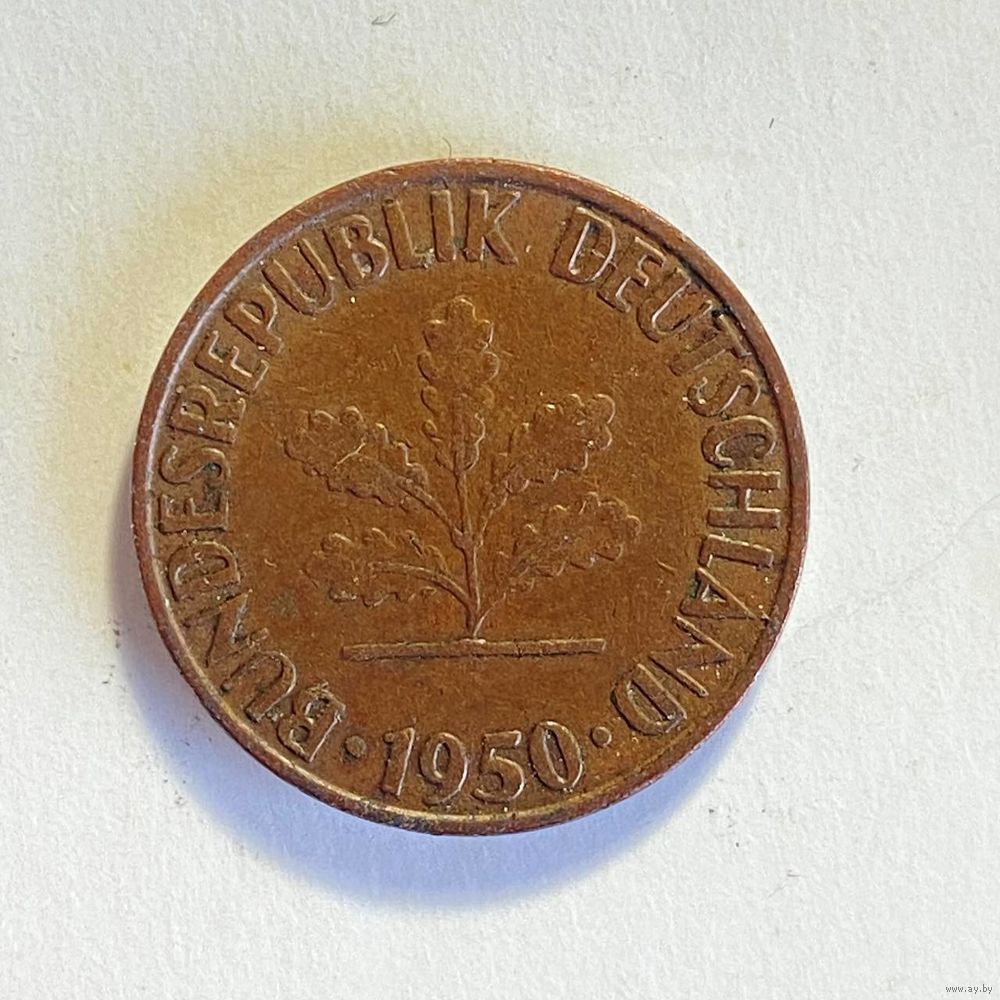 BUNDESREPUBLIK DEUTSCHLAND
· 1950 ·
www.ay.by